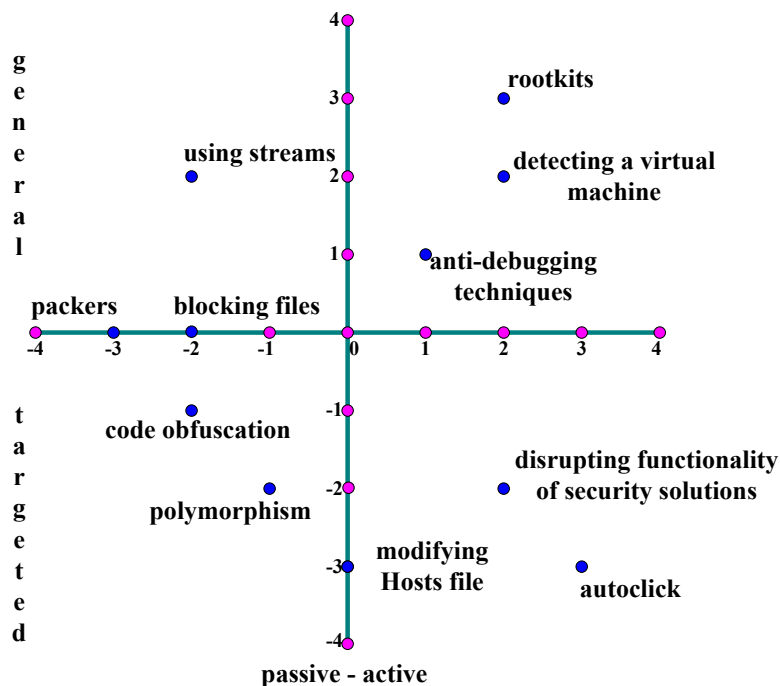 general
4
rootkits
3
using streams
detecting a virtual
machine
2
1
anti-debugging
techniques
packers
blocking files
-4 -3 -2 -1 0 1 2 3 4
targeted
-1
code obfuscation
disrupting functionality
of security solutions
-2
polymorphism
modifying
Hosts file
-3
autoclick
-4
passive - active